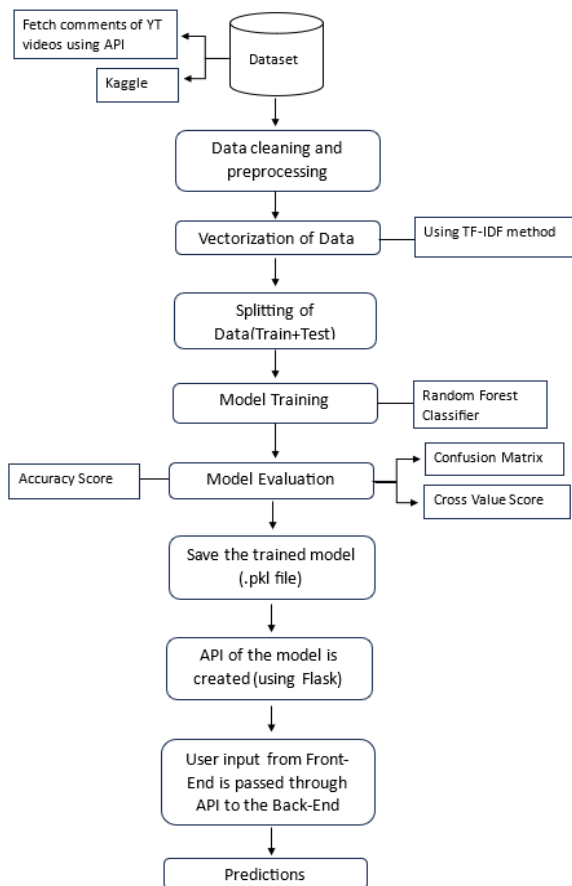 Fetch comments of YT
videos using API
Kaggle
Dataset
Data cleaning and
preprocessing
Vectorization of Data
Using TF-IDF method
Splitting of
Data(Train+Test)
Model Training
Random Forest
Classifier
Accuracy Score
Model Evaluation
Confusion Matrix
Cross Value Score
Save the trained model
(.pkl file)
API of the model is
created (using Flask)
User input from Front-
End is passed through
API to the Back-End
Predictions